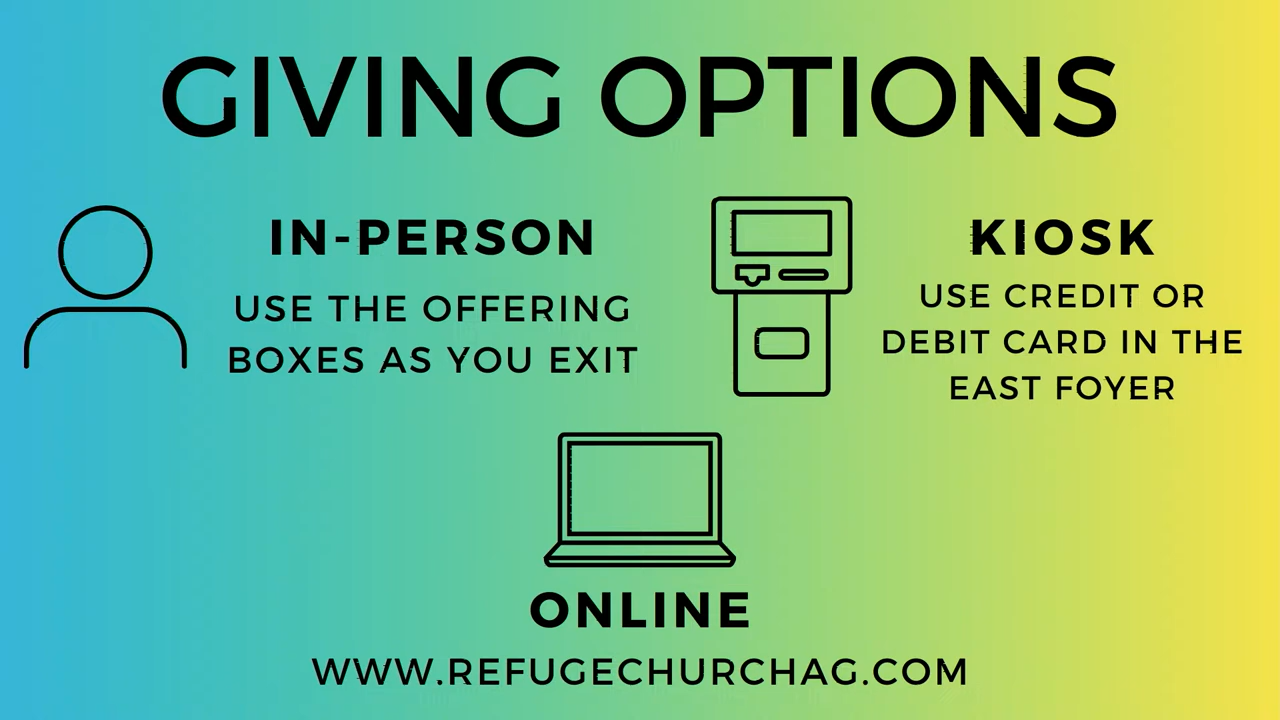 GIVING OPTIONS
IN-PERSON
USE THE OFFERING
BOXES AS YOU EXIT
KIOSK
USE CREDIT OR
DEBIT CARD IN THE
EAST FOYER
ONLINE
WWW.REFUGECHURCHAG.COM